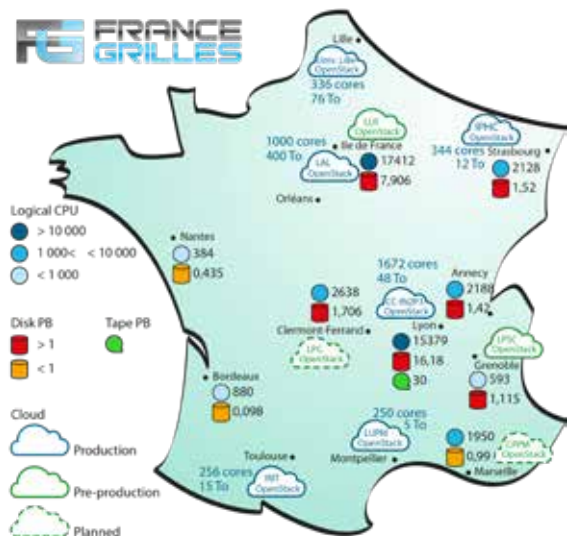 FRANCE
GRILLES
Lille
OpenStack
336 cores
76 To
LLR
OpenStack
1000 cores
400 To
Ile de France
LAL
OpenStack
17412
7,906
IPHC
OpenStack
Strasbourg
344 cores
12 To
2128
1,52
Orléans
Logical CPU
> 10 000
1 000< < 10 000
< 1 000
Nantes
384
0,435
Disk PB
> 1
< 1
Tape PB
2638
1,706
Clermont-Ferrand
LPC
OpenStack
1672 cores
48 To
CC IN2P3
OpenStack
Lyon
15379
16,18
30
Annecy
2188
1,42
LPSC
OpenStack
Grenoble
593
1,115
Bordeaux
880
0,098
Cloud
Production
Pre-production
Planned
250 cores
5 To
LUPM
OpenStack
Montpellier
1950
CPPM
OpenStack
Marseille
Toulouse
256 cores
15 To
OpenStack